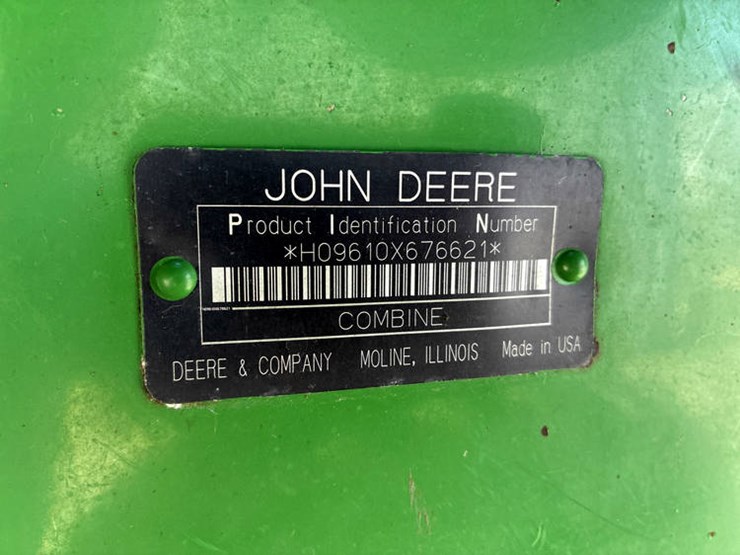 JOHN DEERE
Product Identification Number
*H09610X676621*
COMBINE
DEERE & COMPANY MOLINE, ILLINOIS Made in USA